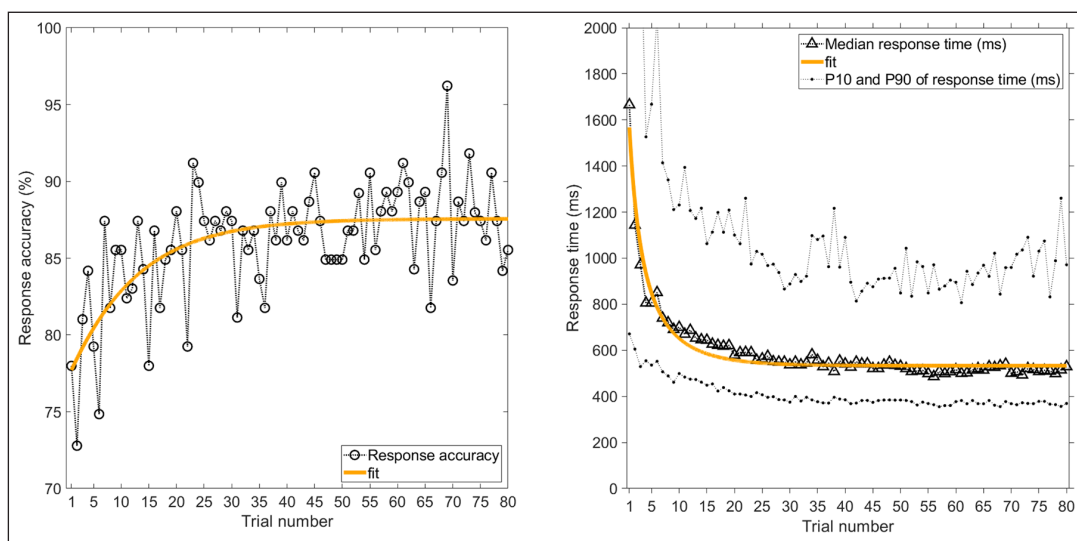 100
95
90
85
80
75
70
Response accuracy (%)
Response accuracy
fit
1 5 10 15 20 25 30 35 40 45 50 55 60 65 70 75 80
Trial number
2000
1800
1600
1400
1200
1000
800
600
400
200
0
Response time (ms)
Median response time (ms)
fit
P10 and P90 of response time (ms)
1 5 10 15 20 25 30 35 40 45 50 55 60 65 70 75 80
Trial number